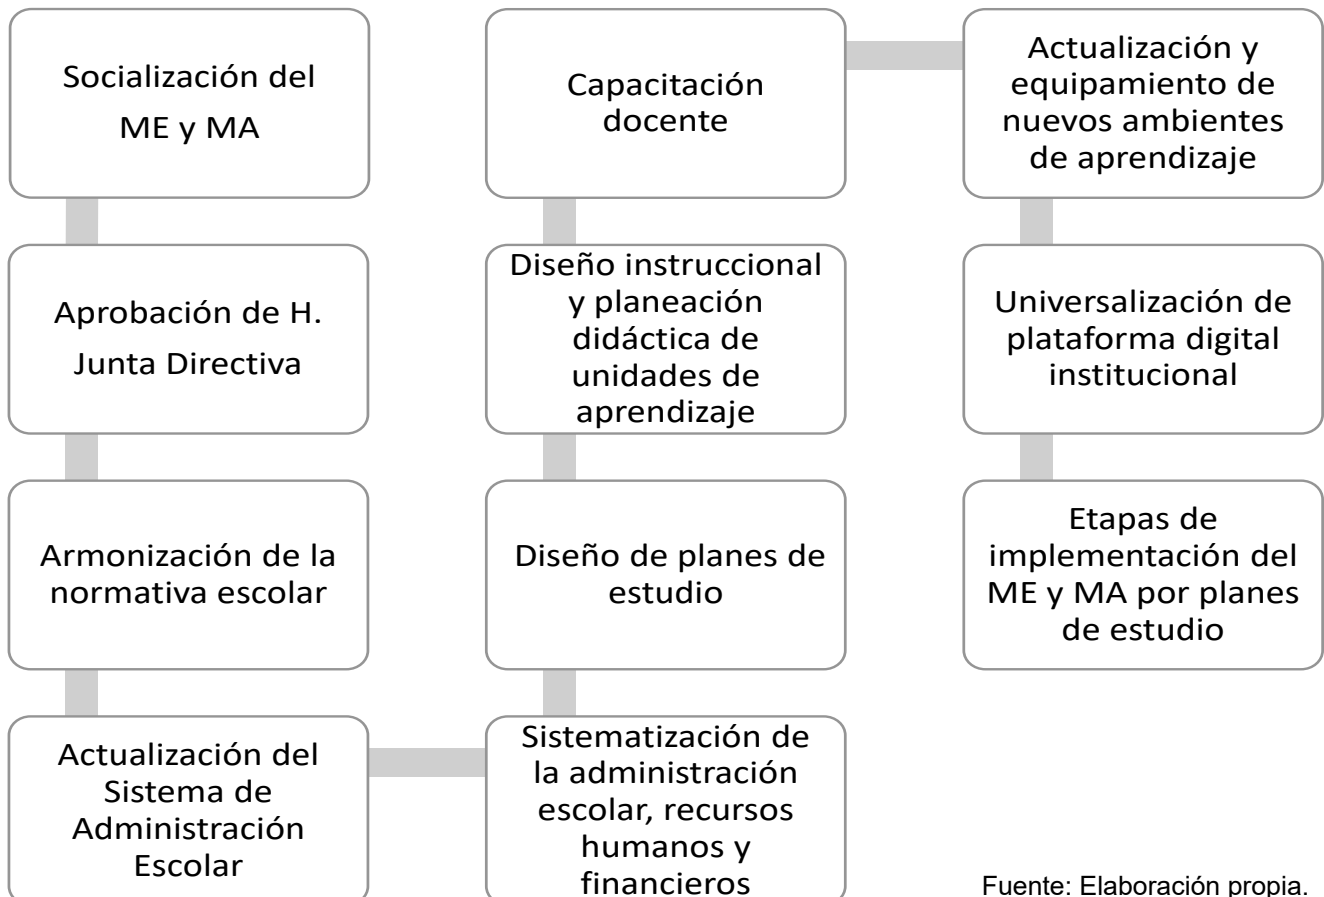 Socialización del
ME y MA
Aprobación de H.
Junta Directiva
Armonización de la
normativa escolar
Actualización del
Sistema de
Administración
Escolar
Sistematización de
la administración
escolar, recursos
humanos y
financieros
Diseño de planes de
estudio
Diseño instruccional
y planeación
didáctica de
unidades de
aprendizaje
Capacitación
docente
Actualización y
equipamiento de
nuevos ambientes
de aprendizaje
Universalización de
plataforma digital
institucional
Etapas de
implementación del
ME y MA por planes
de estudio
Fuente: Elaboración propia.